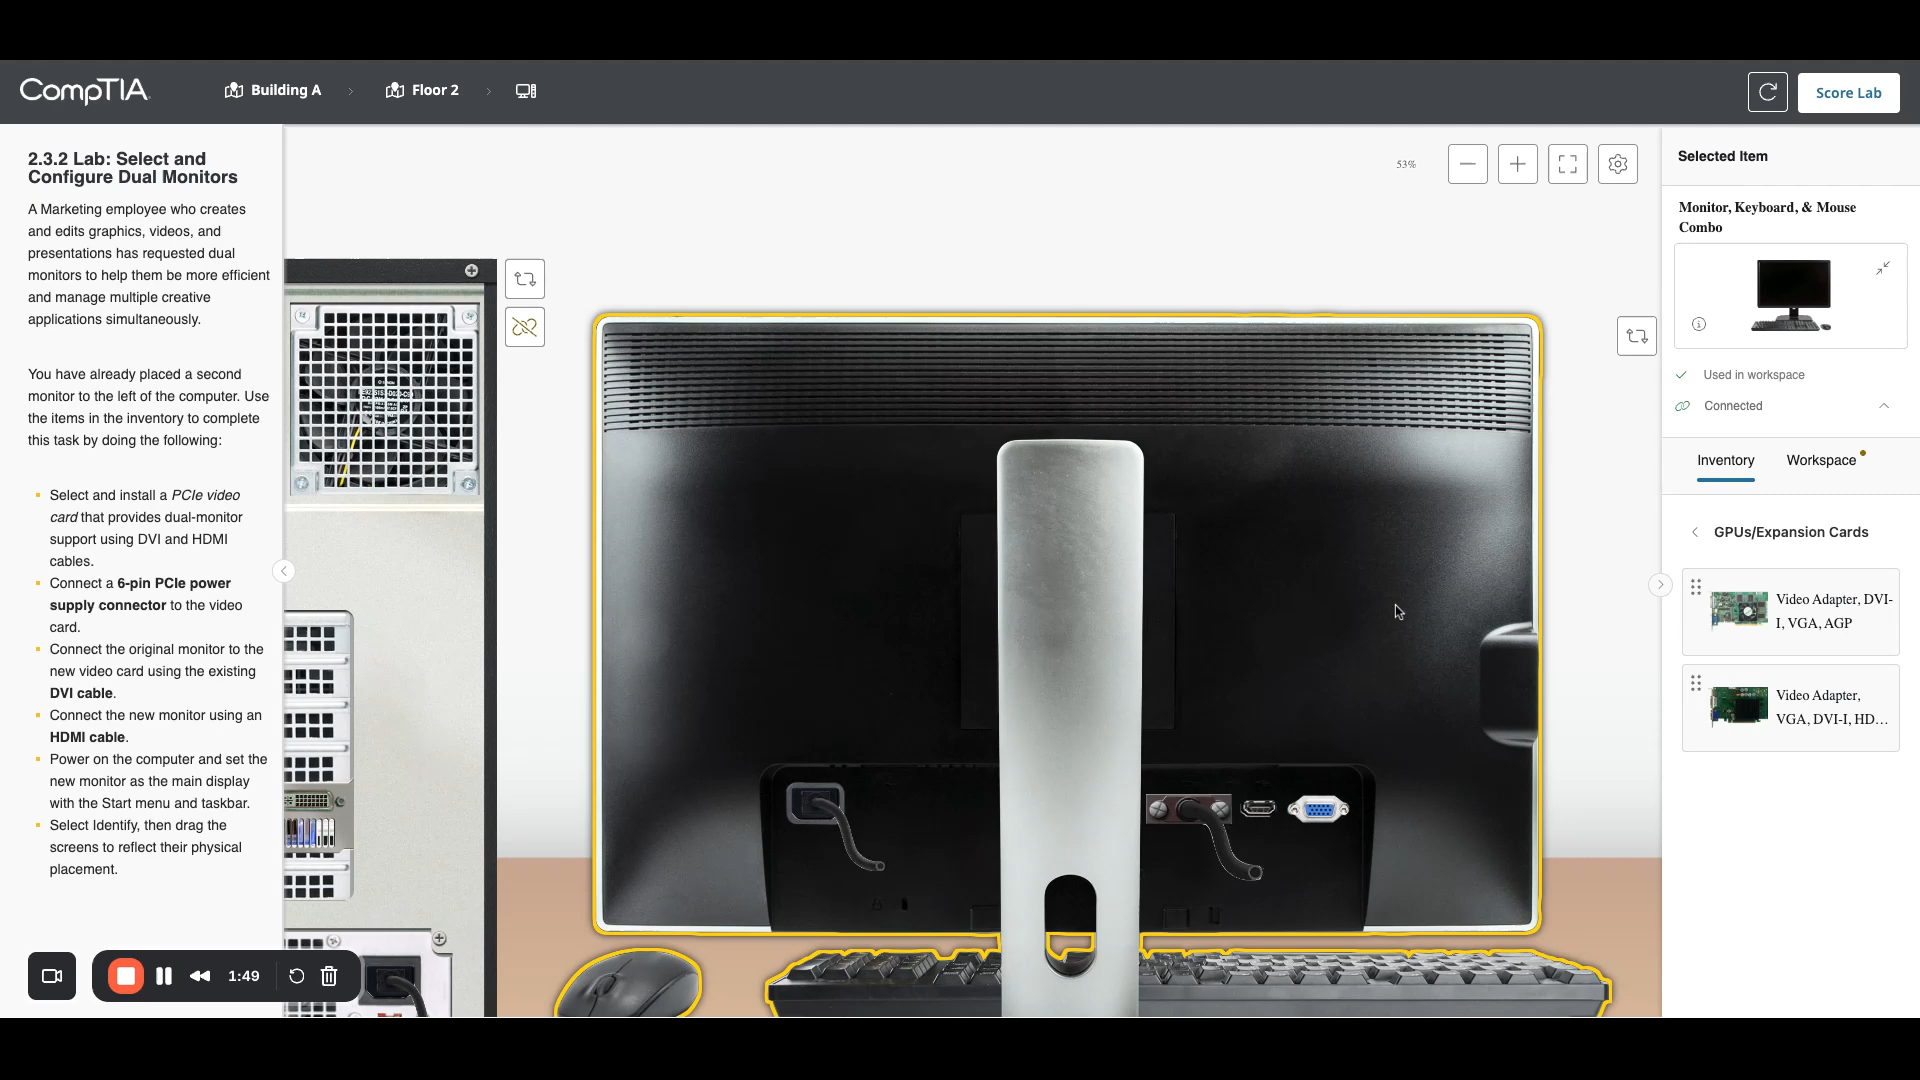 CompTIA
Building A
Floor 2
Score Lab
2.3.2 Lab: Select and
Configure Dual Monitors
A Marketing employee who creates
and edits graphics, videos, and
presentations has requested dual
monitors to help them be more efficient
and manage multiple creative
applications simultaneously.
You have already placed a second
monitor to the left of the computer. Use
the items in the inventory to complete
this task by doing the following:
Select and install a PCIe video
card that provides dual-monitor
support using DVI and HDMI
cables.
Connect a 6-pin PCIe power
supply connector to the video
card.
Connect the original monitor to the
new video card using the existing
DVI cable.
Connect the new monitor using an
HDMI cable.
Power on the computer and set the
new monitor as the main display
with the Start menu and taskbar.
Select Identify, then drag the
screens to reflect their physical
placement.
1:49
53%
Selected Item
Monitor, Keyboard, & Mouse
Combo
Used in workspace
Connected
Inventory
Workspace
GPUs/Expansion Cards
Video Adapter, DVI-
I, VGA, AGP
Video Adapter,
VGA, DVI-I, HD...